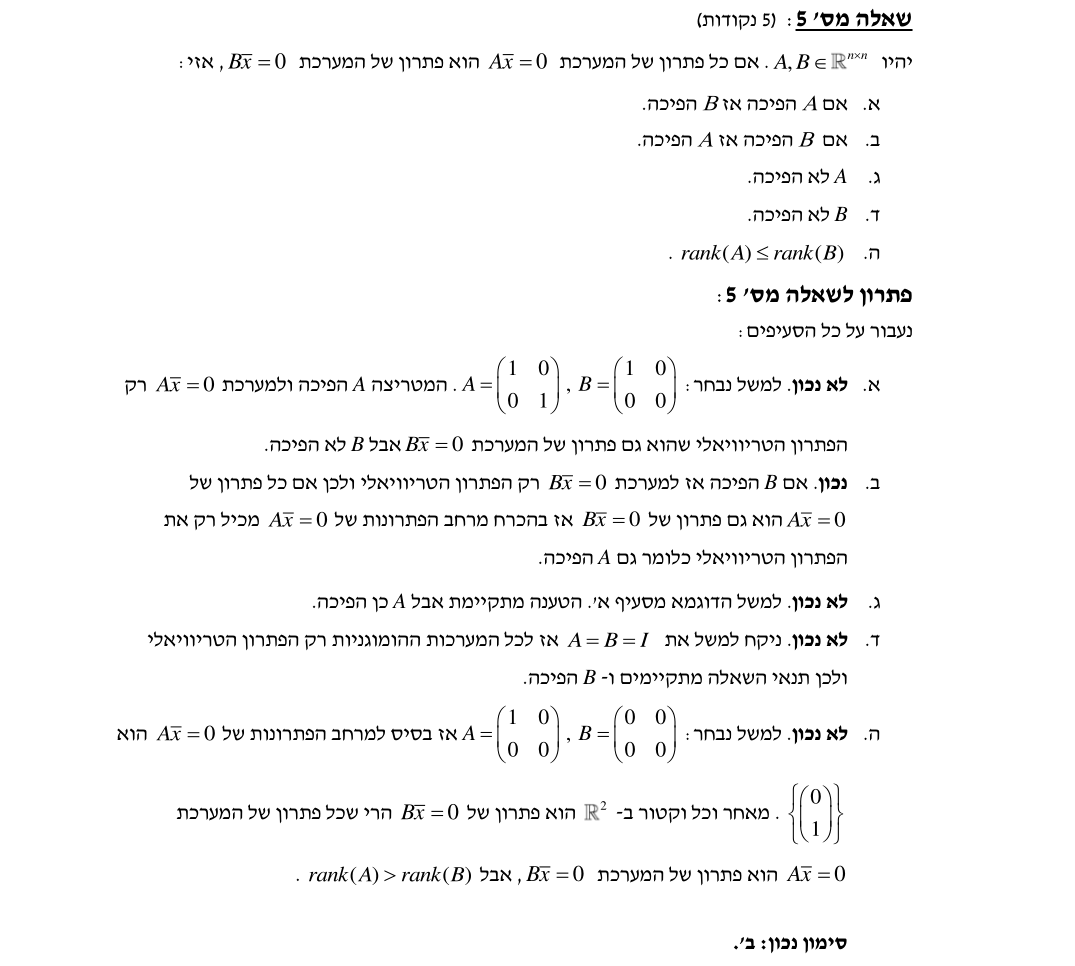 שאלה מס׳ 5 : (5 נקודות)
יהיו A, B ∈ ℝ^{n×n} . אם כל פתרון של המערכת Ax̄ = 0 הוא פתרון של המערכת Bx̄ = 0 , אזי :
א. אם A הפיכה אז B הפיכה.
ב. אם B הפיכה אז A הפיכה.
ג. A לא הפיכה.
ד. B לא הפיכה.
ה. rank(A) ≤ rank(B) .
פתרון לשאלה מס׳ 5 :
נעבור על כל הסעיפים :
א. לא נכון. למשל נבחר : B = (1 0; 0 0) , A = (1 0; 0 1) . המטריצה A הפיכה ולמערכת Ax̄ = 0 רק
הפתרון הטריוויאלי שהוא גם פתרון של המערכת Bx̄ = 0 אבל B לא הפיכה.
ב. נכון. אם B הפיכה אז למערכת Bx̄ = 0 רק הפתרון הטריוויאלי ולכן אם כל פתרון של
Ax̄ = 0 הוא גם פתרון של Bx̄ = 0 אז בהכרח מרחב הפתרונות של Ax̄ = 0 מכיל רק את
הפתרון הטריוויאלי כלומר גם A הפיכה.
ג. לא נכון. למשל הדוגמא מסעיף א׳. הטענה מתקיימת אבל A כן הפיכה.
ד. לא נכון. ניקח למשל את A = B = I אז לכל המערכות ההומוגניות רק הפתרון הטריוויאלי
ולכן תנאי השאלה מתקיימים ו- B הפיכה.
ה. לא נכון. למשל נבחר : B = (0 0; 0 0) , A = (1 0; 0 0) אז בסיס למרחב הפתרונות של Ax̄ = 0 הוא
{(0; 1)} . מאחר וכל וקטור ב- ℝ² הוא פתרון של Bx̄ = 0 הרי שכל פתרון של המערכת
Ax̄ = 0 הוא פתרון של המערכת Bx̄ = 0 , אבל rank(A) > rank(B) .
סימון נכון: ב׳.